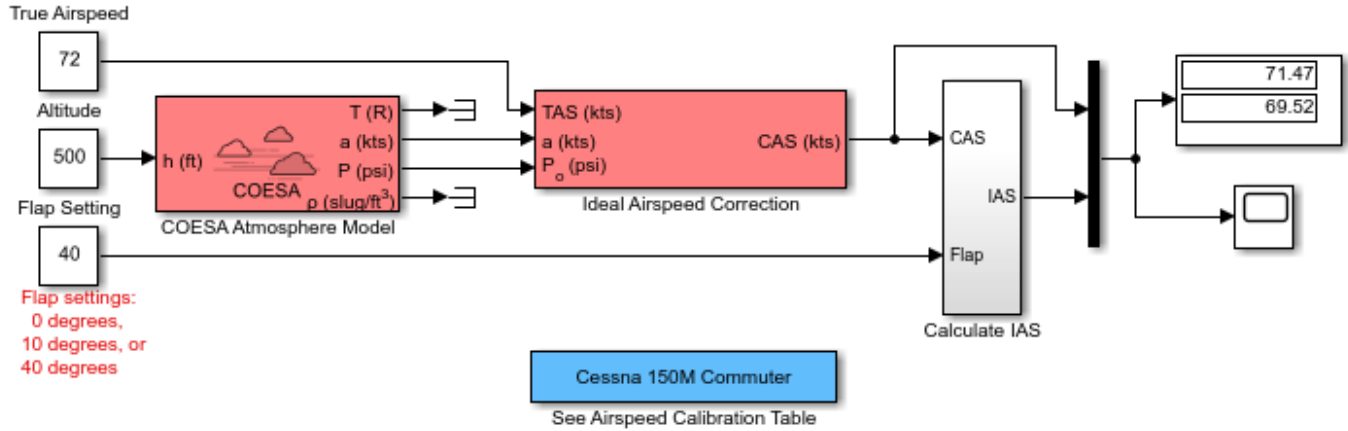 True Airspeed
72
Altitude
500
Flap Setting
40
Flap settings:
0 degrees,
10 degrees, or
40 degrees
h (ft)
COESA
T (R)
a (kts)
P (psi)
ρ (slug/ft³)
COESA Atmosphere Model
TAS (kts)
a (kts)
Pₒ (psi)
CAS (kts)
Ideal Airspeed Correction
CAS
IAS
Flap
Calculate IAS
71.47
69.52
Cessna 150M Commuter
See Airspeed Calibration Table